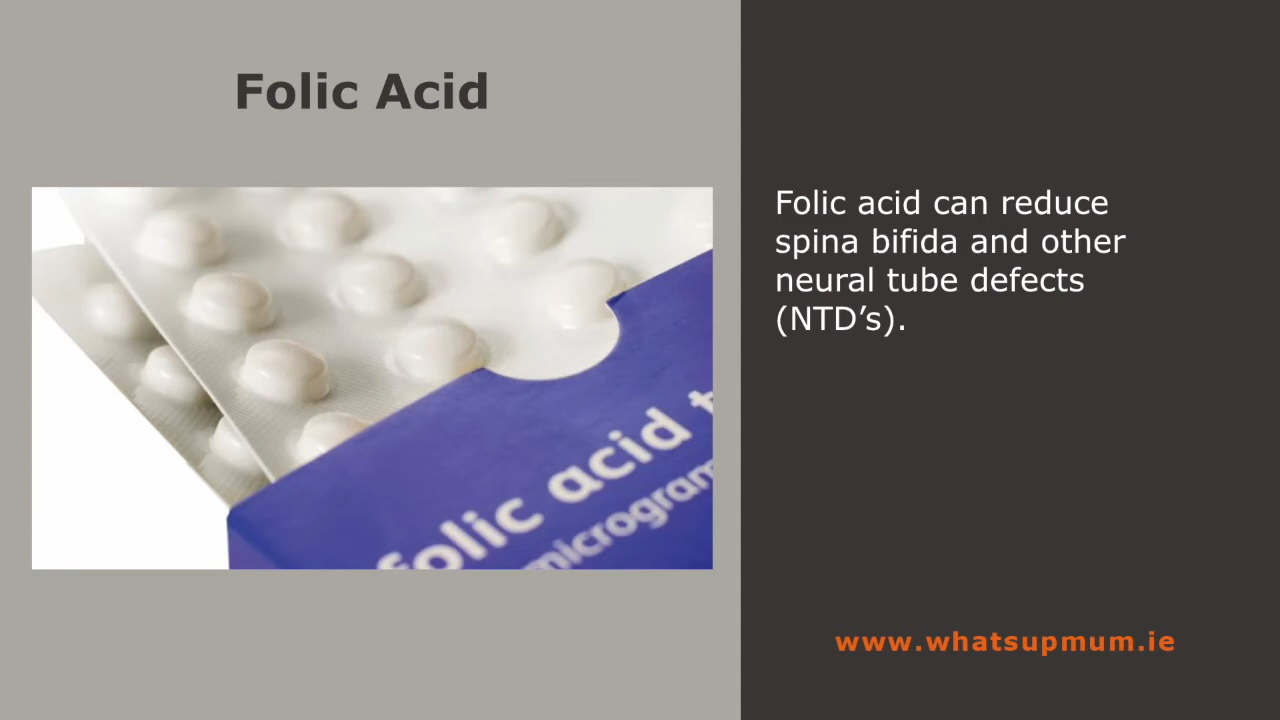 Folic Acid
folic acid t
microgram
Folic acid can reduce
spina bifida and other
neural tube defects
(NTD’s).
www.whatsupmum.ie